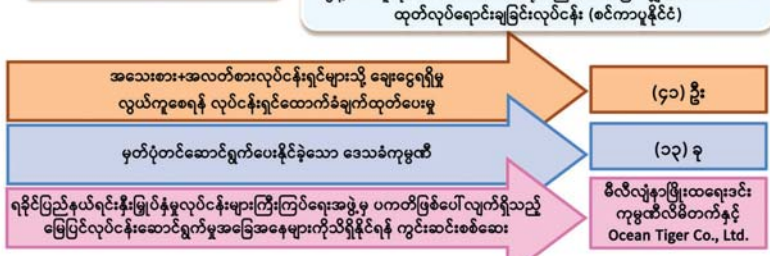 ထုတ်လုပ်ရောင်းချခြင်းလုပ်ငန်း (စင်ကာပူနိုင်ငံ)
အသေးစား+အလတ်စားလုပ်ငန်းရှင်များသို့ ချေးငွေရရှိမှု
လွယ်ကူစေရန် လုပ်ငန်းရှင်ထောက်ခံချက်ထုတ်ပေးမှု
(၄၁) ဦး
မှတ်ပုံတင်ဆောင်ရွက်ပေးနိုင်ခဲ့သော ဒေသခံကုမ္ပဏီ
(၁၃) ခု
ရခိုင်ပြည်နယ်ရင်းနှီးမြှုပ်နှံမှုလုပ်ငန်းများကြီးကြပ်ရေးအဖွဲ့မှ ပကတိဖြစ်ပေါ်လျက်ရှိသည့်
မြေပြင်လုပ်ငန်းဆောင်ရွက်မှုအခြေအနေများကိုသိရှိနိုင်ရန် ကွင်းဆင်းစစ်ဆေး
မီလီလျံနာဖြိုးထရေးဒင်း
ကုမ္ပဏီလိမိတက်နှင့်
Ocean Tiger Co., Ltd.